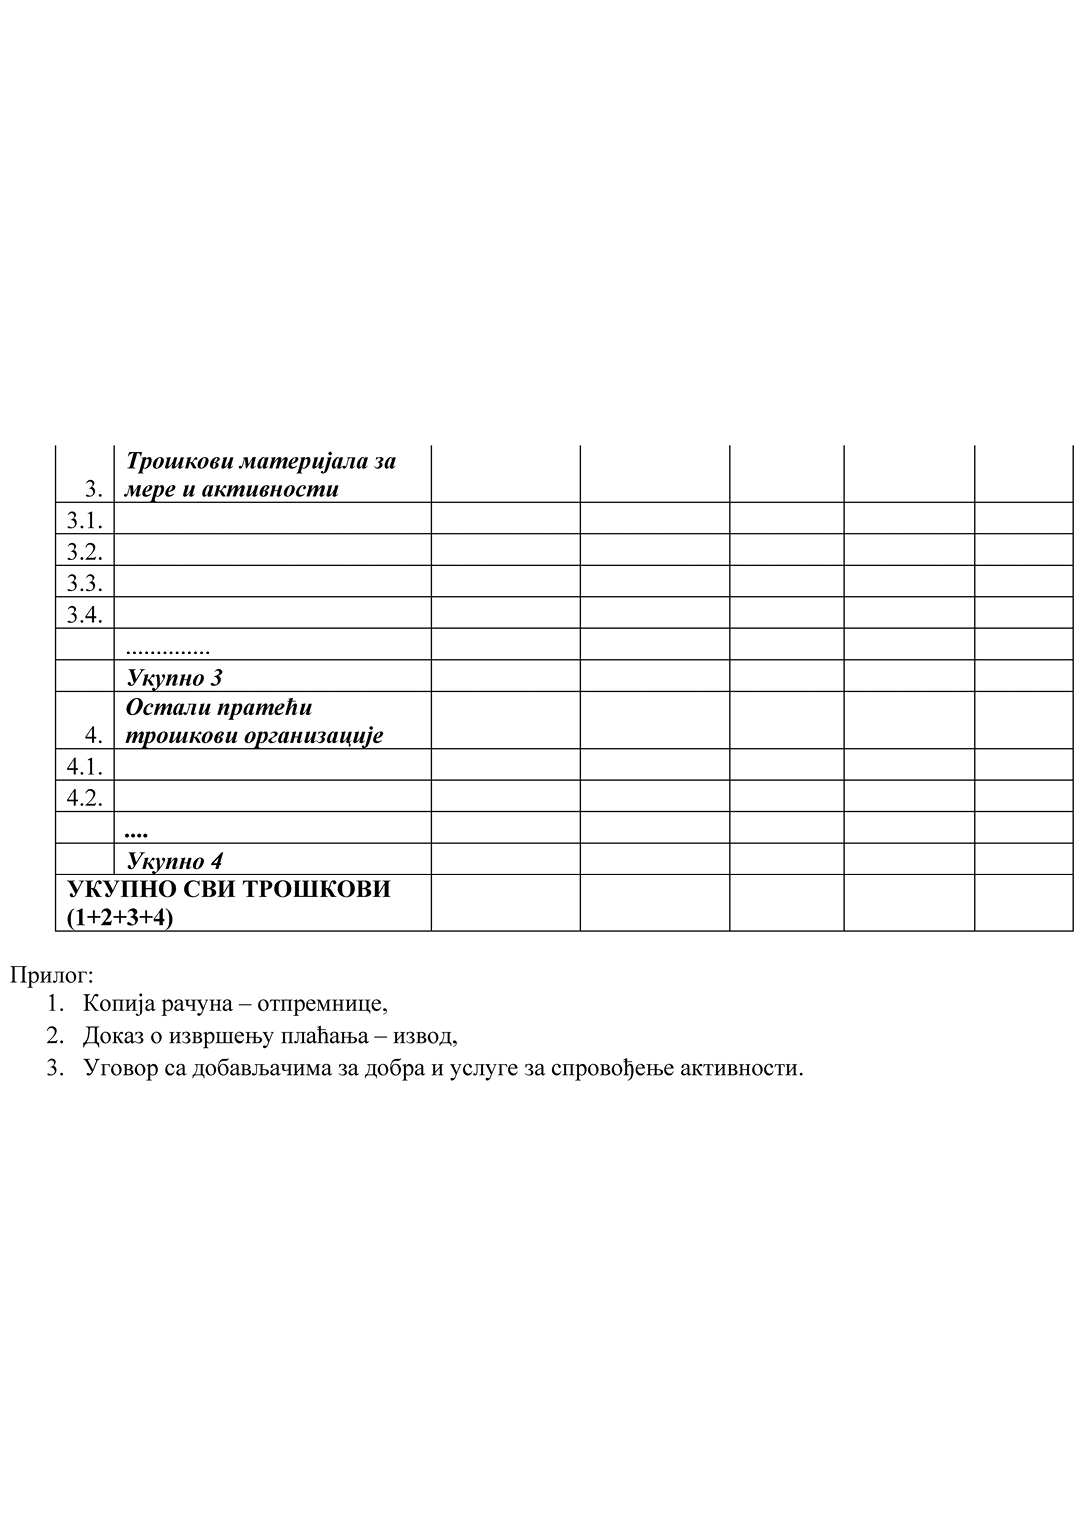 Трошкови материјала за
3. мере и активности
3.1.
3.2.
3.3.
3.4.
..............
Укупно 3
Остали пратећи
4. трошкови организације
4.1.
4.2.
....
Укупно 4
УКУПНО СВИ ТРОШКОВИ
(1+2+3+4)
Прилог:
1. Копија рачуна – отпремнице,
2. Доказ о извршењу плаћања – извод,
3. Уговор са добављачима за добра и услуге за спровођење активности.